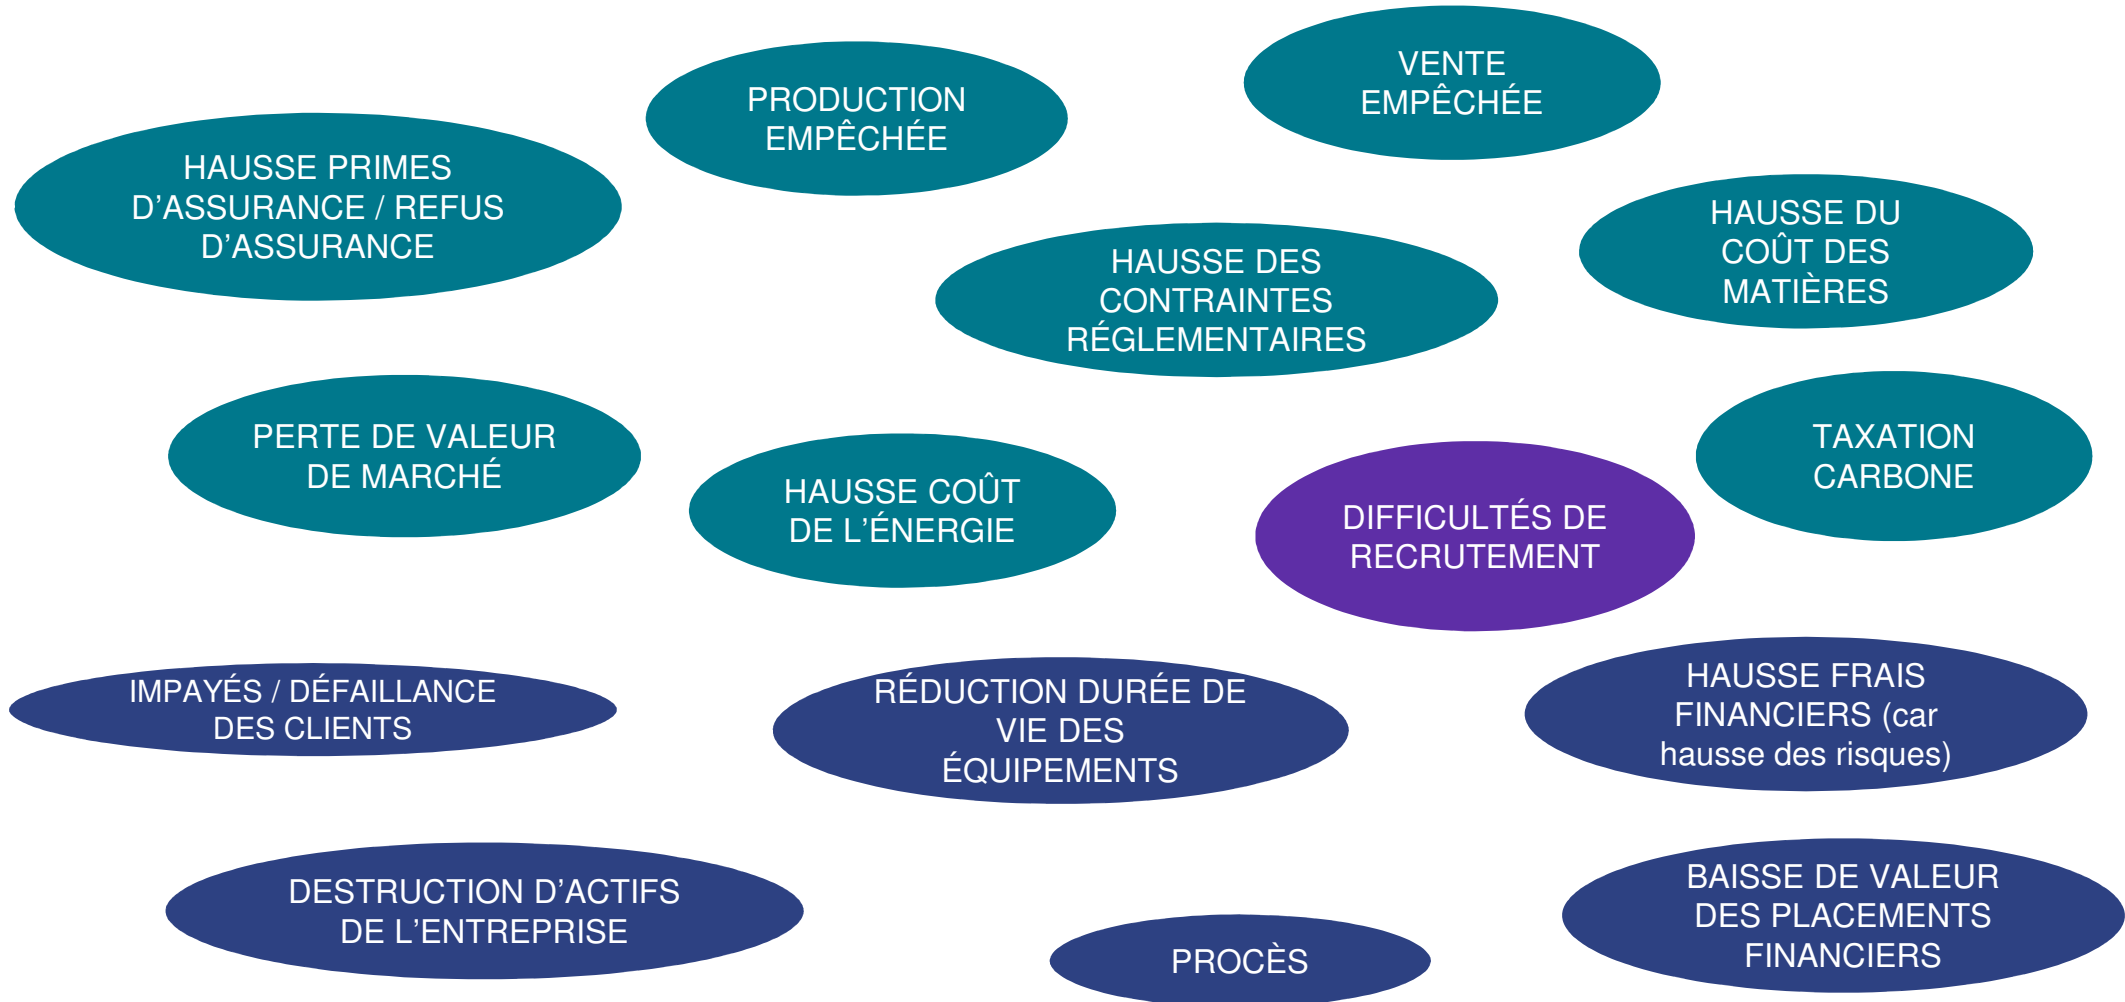 VENTE
EMPÊCHÉE
PRODUCTION
EMPÊCHÉE
HAUSSE PRIMES
D’ASSURANCE / REFUS
D’ASSURANCE
HAUSSE DU
COÛT DES
MATIÈRES
HAUSSE DES
CONTRAINTES
RÉGLEMENTAIRES
PERTE DE VALEUR
DE MARCHÉ
TAXATION
CARBONE
HAUSSE COÛT
DE L’ÉNERGIE
DIFFICULTÉS DE
RECRUTEMENT
IMPAYÉS / DÉFAILLANCE
DES CLIENTS
RÉDUCTION DURÉE DE
VIE DES
ÉQUIPEMENTS
HAUSSE FRAIS
FINANCIERS (car
hausse des risques)
DESTRUCTION D’ACTIFS
DE L’ENTREPRISE
PROCÈS
BAISSE DE VALEUR
DES PLACEMENTS
FINANCIERS